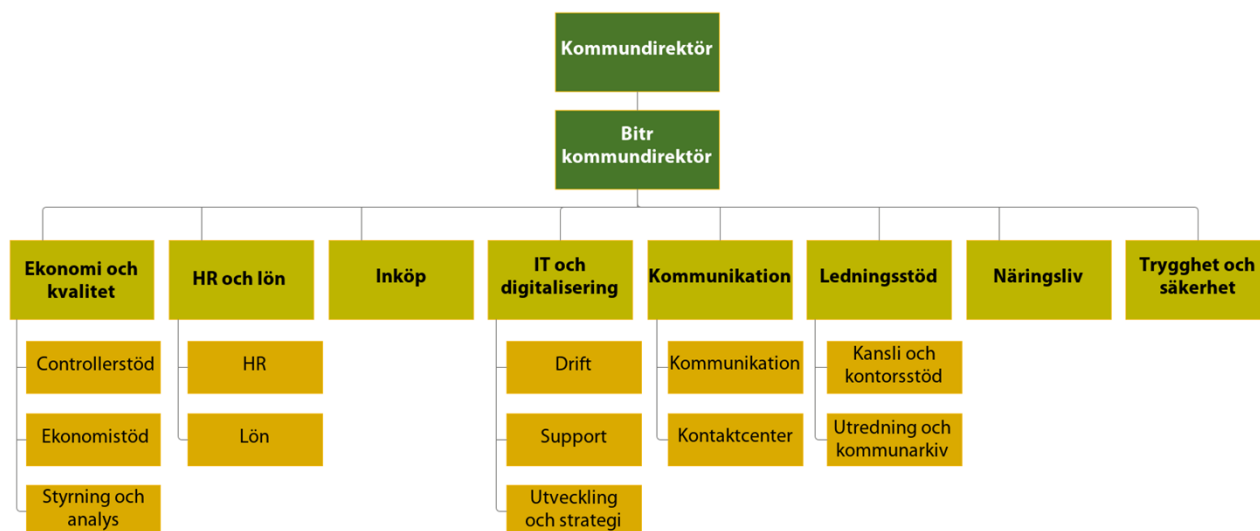 Kommundirektör
Bitr
kommundirektör
Ekonomi och
kvalitet
HR och lön
Inköp
IT och
digitalisering
Kommunikation
Ledningsstöd
Näringsliv
Trygghet och
säkerhet
Controllerstöd
Ekonomistöd
Styrning och
analys
HR
Lön
Drift
Support
Utveckling
och strategi
Kommunikation
Kontaktcenter
Kansli och
kontorsstöd
Utredning och
kommunarkiv